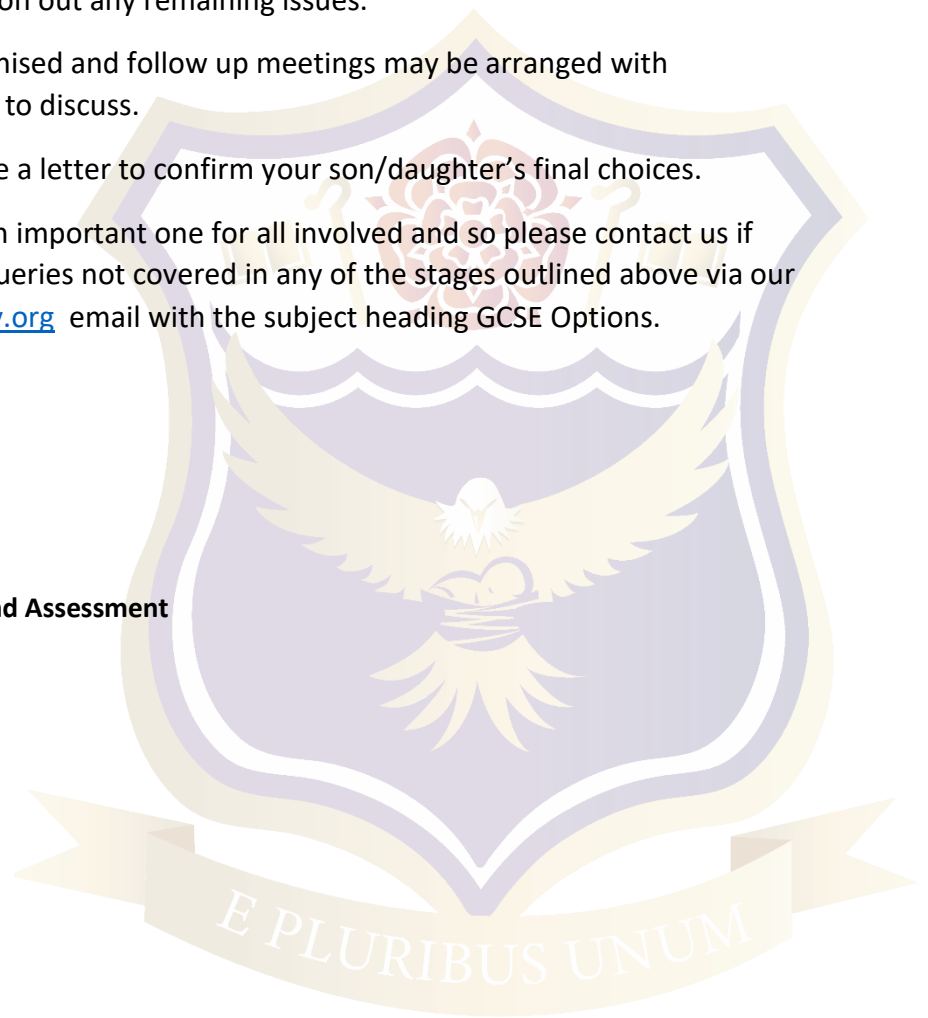 on out any remaining issues.
nised and follow up meetings may be arranged with
to discuss.
e a letter to confirm your son/daughter’s final choices.
n important one for all involved and so please contact us if
ueries not covered in any of the stages outlined above via our
.org email with the subject heading GCSE Options.
nd Assessment
E PLURIBUS UNUM